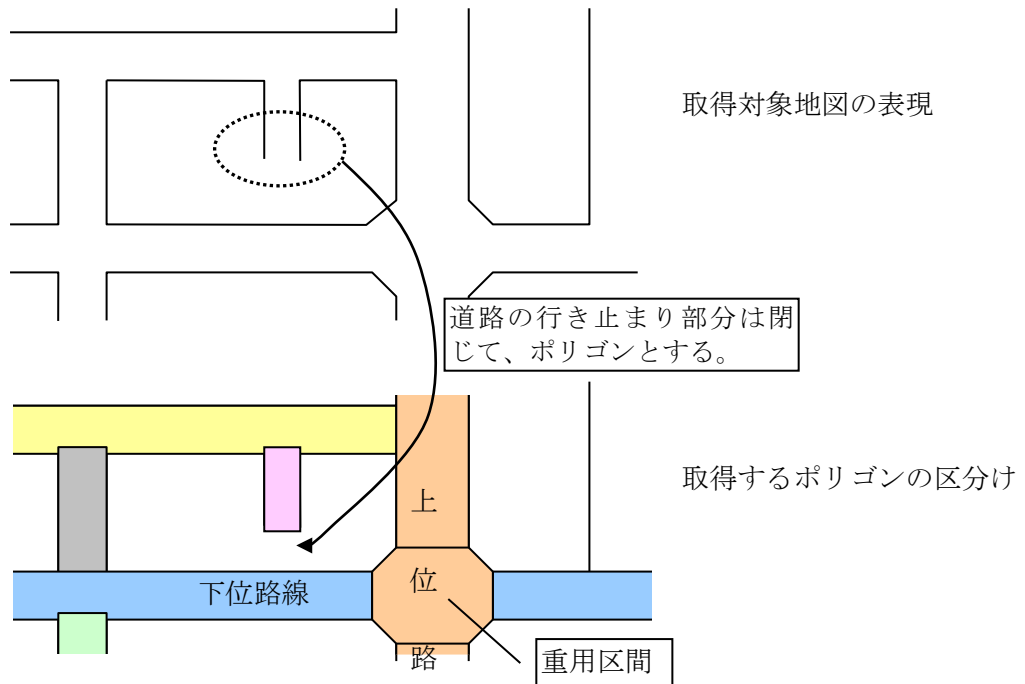 取得対象地図の表現
道路の行き止まり部分は閉
じて、ポリゴンとする。
取得するポリゴンの区分け
上
位
路
下位路線
重用区間